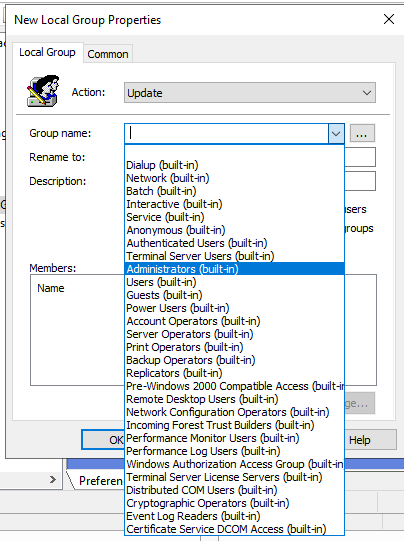 New Local Group Properties
Local Group
Common
Action:
Update
Group name:
...
Rename to:
Description:
Dialup (built-in)
Network (built-in)
Batch (built-in)
Interactive (built-in)
Service (built-in)
Anonymous (built-in)
Authenticated Users (built-in)
Terminal Server Users (built-in)
Administrators (built-in)
Users (built-in)
Guests (built-in)
Power Users (built-in)
Account Operators (built-in)
Server Operators (built-in)
Print Operators (built-in)
Backup Operators (built-in)
Replicators (built-in)
Pre-Windows 2000 Compatible Access (built-in)
Remote Desktop Users (built-in)
Network Configuration Operators (built-in)
Incoming Forest Trust Builders (built-in)
Performance Monitor Users (built-in)
Performance Log Users (built-in)
Windows Authorization Access Group (built-in)
Terminal Server License Servers (built-in)
Distributed COM Users (built-in)
Cryptographic Operators (built-in)
Event Log Readers (built-in)
Certificate Service DCOM Access (built-in)
users
groups
Members:
Name
ge...
OK
Help
Preferen